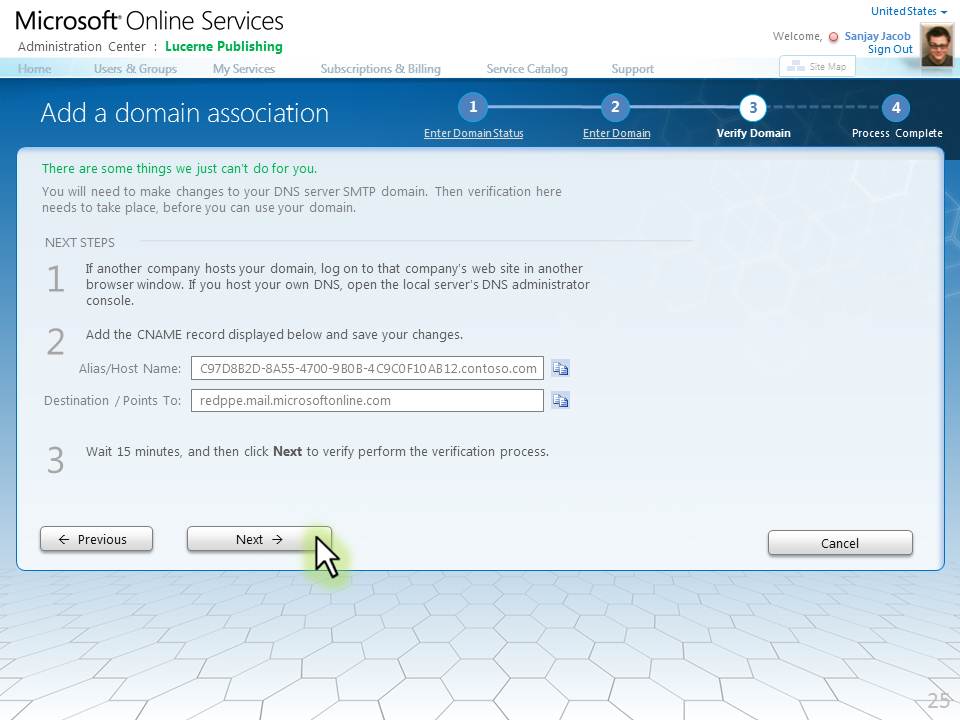 Microsoft® Online Services
United States
Administration Center : Lucerne Publishing
Welcome, Sanjay Jacob
Sign Out
Home Users & Groups My Services Subscriptions & Billing Service Catalog Support Site Map
Add a domain association
1 2 3 4
Enter Domain Status Enter Domain Verify Domain Process Complete
There are some things we just can't do for you.
You will need to make changes to your DNS server SMTP domain. Then verification here
needs to take place, before you can use your domain.
NEXT STEPS
1
If another company hosts your domain, log on to that company's web site in another
browser window. If you host your own DNS, open the local server's DNS administrator
console.
2
Add the CNAME record displayed below and save your changes.
Alias/Host Name: C97D8B2D-8A55-4700-9B0B-4C9C0F10AB12.contoso.com
Destination / Points To: redppe.mail.microsoftonline.com
3
Wait 15 minutes, and then click Next to verify perform the verification process.
← Previous Next → Cancel
25